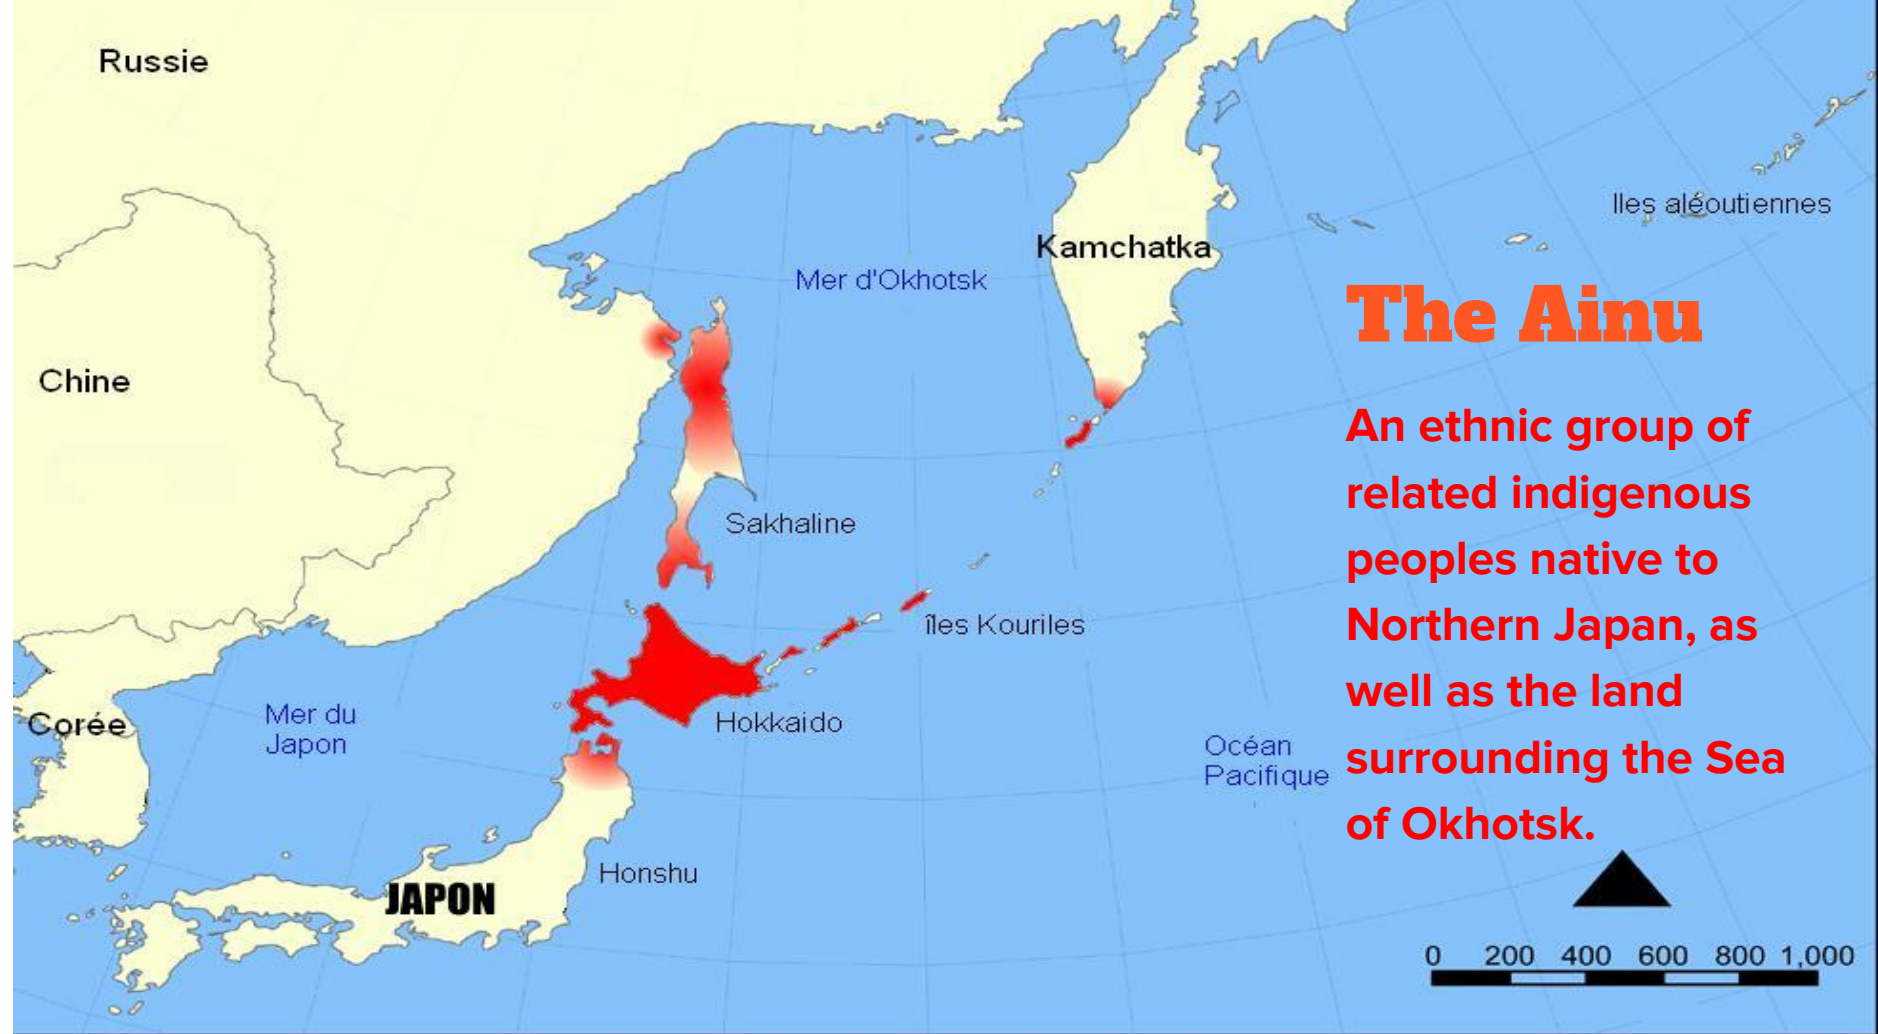 Russie
Iles aléoutiennes
Kamchatka
Mer d'Okhotsk
The Ainu
Chine
An ethnic group of
related indigenous
peoples native to
Northern Japan, as
well as the land
surrounding the Sea
of Okhotsk.
Sakhaline
îles Kouriles
Hokkaido
Corée
Mer du
Japon
Océan
Pacifique
Honshu
JAPON
0 200 400 600 800 1,000